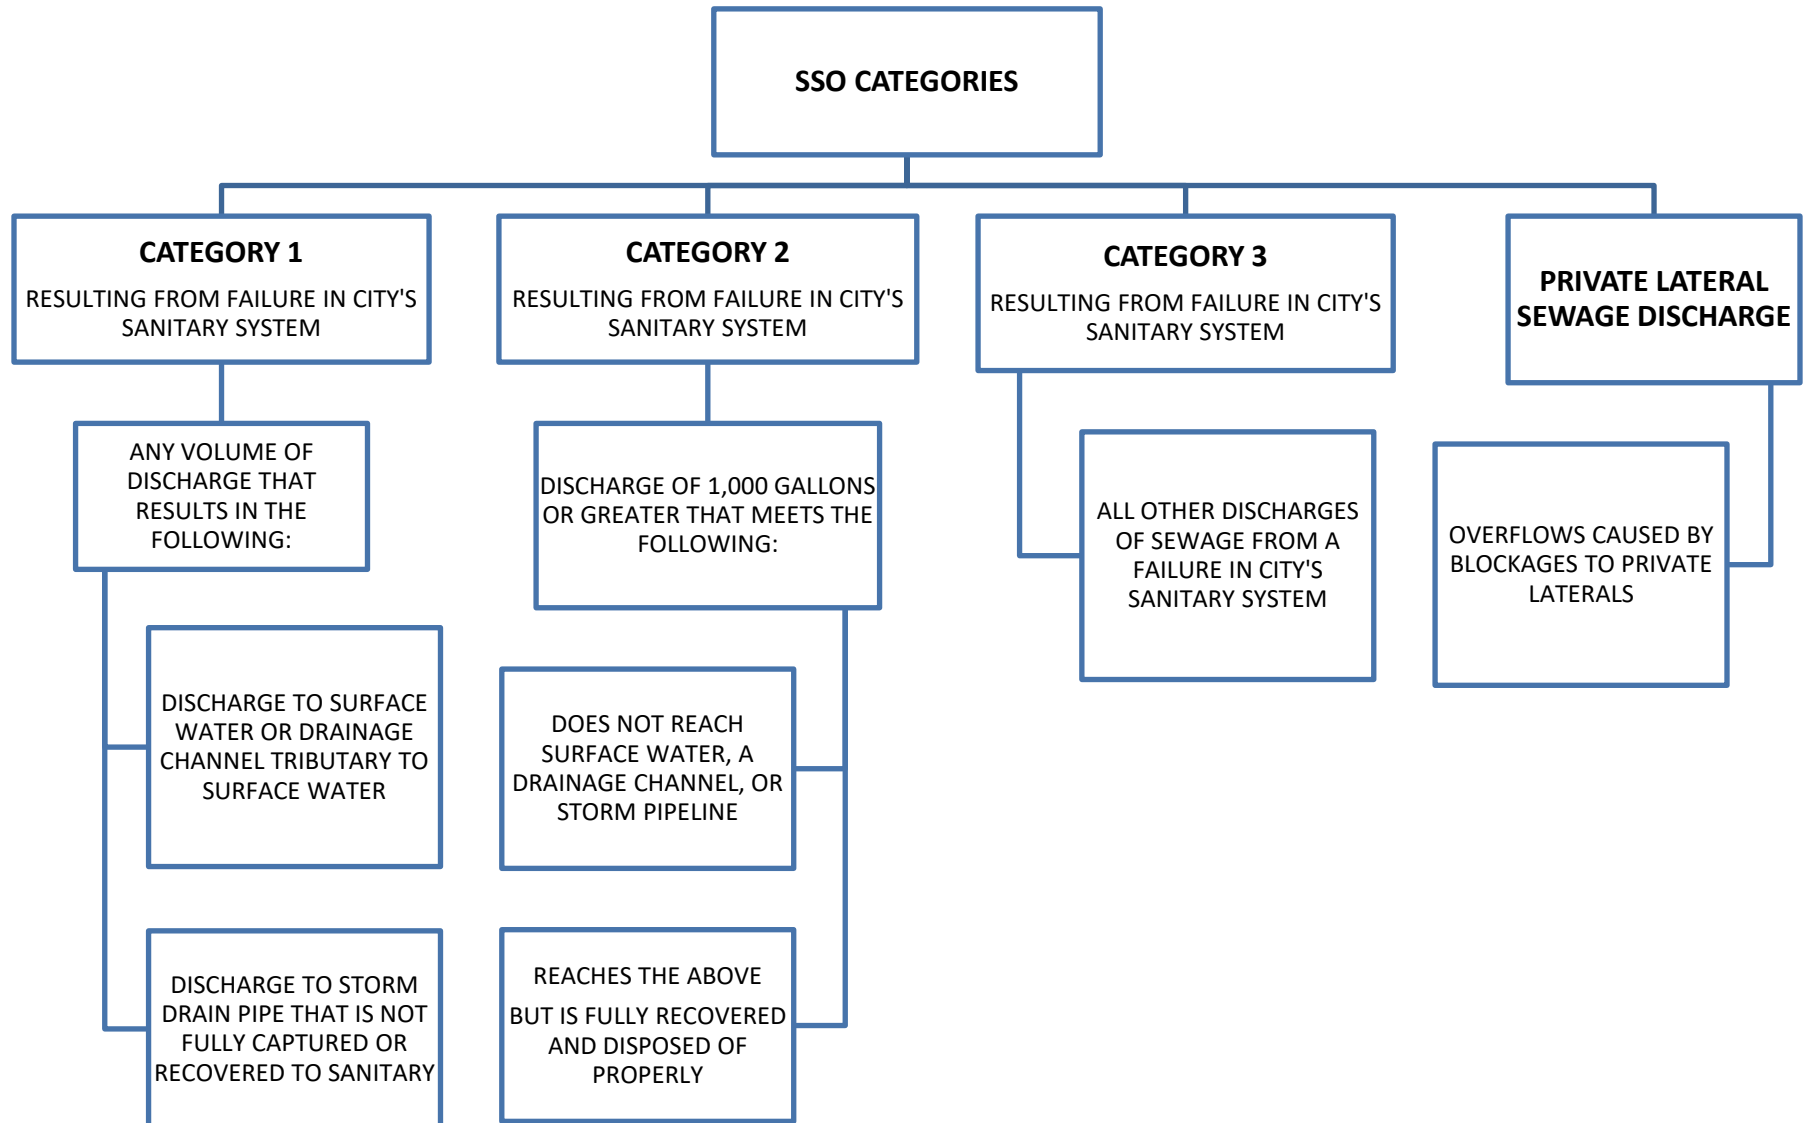 SSO CATEGORIES
CATEGORY 1
RESULTING FROM FAILURE IN CITY'S
SANITARY SYSTEM
ANY VOLUME OF
DISCHARGE THAT
RESULTS IN THE
FOLLOWING:
DISCHARGE TO SURFACE
WATER OR DRAINAGE
CHANNEL TRIBUTARY TO
SURFACE WATER
DISCHARGE TO STORM
DRAIN PIPE THAT IS NOT
FULLY CAPTURED OR
RECOVERED TO SANITARY
CATEGORY 2
RESULTING FROM FAILURE IN CITY'S
SANITARY SYSTEM
DISCHARGE OF 1,000 GALLONS
OR GREATER THAT MEETS THE
FOLLOWING:
DOES NOT REACH
SURFACE WATER, A
DRAINAGE CHANNEL, OR
STORM PIPELINE
REACHES THE ABOVE
BUT IS FULLY RECOVERED
AND DISPOSED OF
PROPERLY
CATEGORY 3
RESULTING FROM FAILURE IN CITY'S
SANITARY SYSTEM
ALL OTHER DISCHARGES
OF SEWAGE FROM A
FAILURE IN CITY'S
SANITARY SYSTEM
PRIVATE LATERAL
SEWAGE DISCHARGE
OVERFLOWS CAUSED BY
BLOCKAGES TO PRIVATE
LATERALS